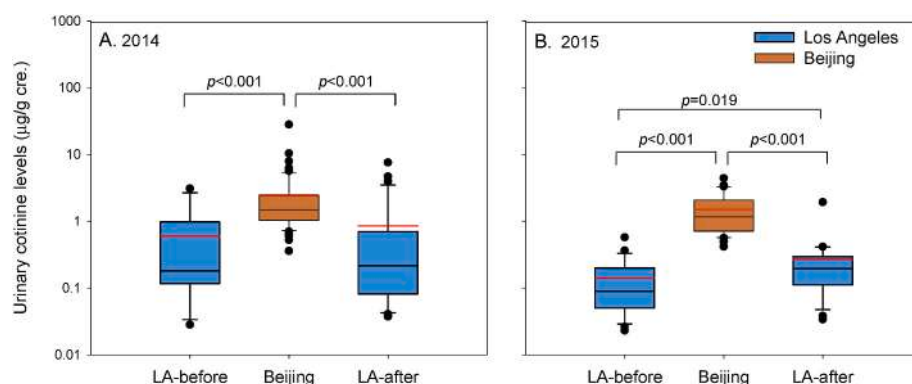 Urinary cotinine levels (µg/g cre.)
1000
100
10
1
0.1
0.01
A. 2014
p<0.001
p<0.001
LA-before
Beijing
LA-after
B. 2015
Los Angeles
Beijing
p=0.019
p<0.001
p<0.001
LA-before
Beijing
LA-after